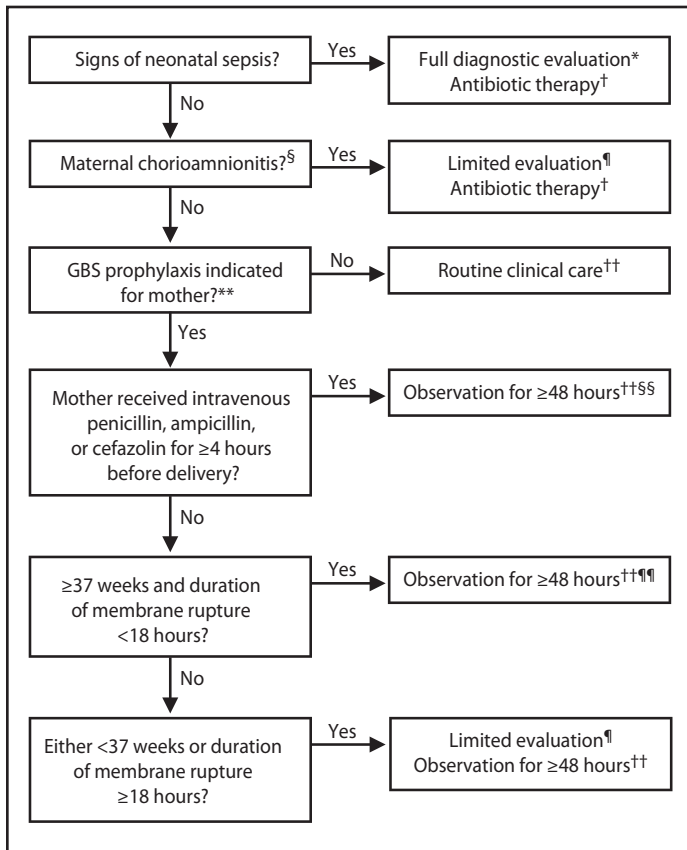 Signs of neonatal sepsis?
Yes
Full diagnostic evaluation*
Antibiotic therapy†
No
Maternal chorioamnionitis?§
Yes
Limited evaluation¶
Antibiotic therapy†
No
GBS prophylaxis indicated
for mother?**
No
Routine clinical care††
Yes
Mother received intravenous
penicillin, ampicillin,
or cefazolin for ≥4 hours
before delivery?
Yes
Observation for ≥48 hours††§§
No
≥37 weeks and duration
of membrane rupture
<18 hours?
Yes
Observation for ≥48 hours††¶¶
No
Either <37 weeks or duration
of membrane rupture
≥18 hours?
Yes
Limited evaluation¶
Observation for ≥48 hours††